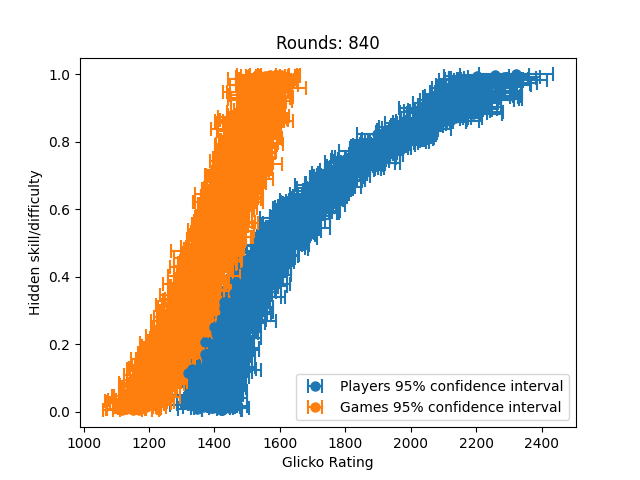 Rounds: 840
Hidden skill/difficulty
1.0
0.8
0.6
0.4
0.2
0.0
Players 95% confidence interval
Games 95% confidence interval
1000 1200 1400 1600 1800 2000 2200 2400
Glicko Rating